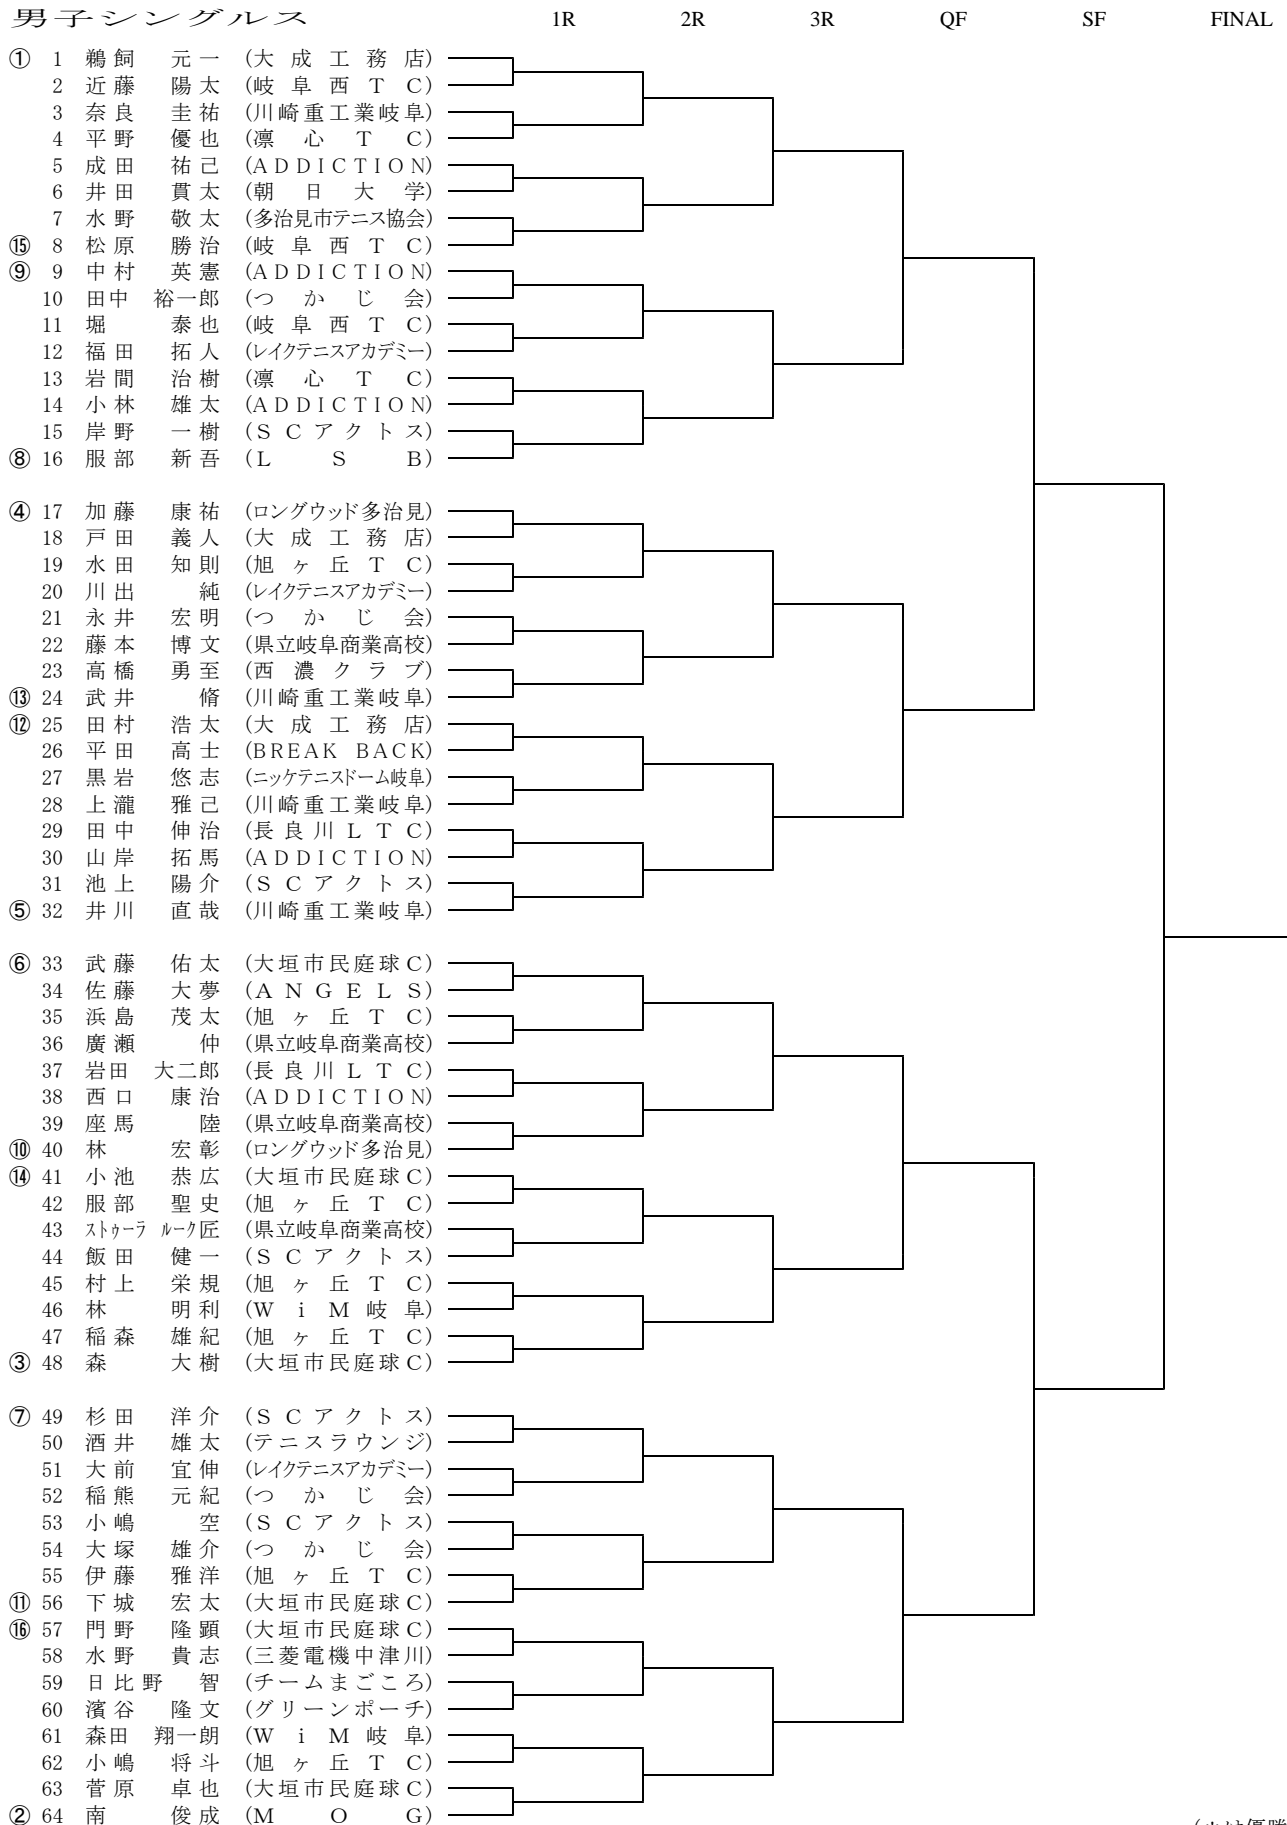 男子シングルス 1R 2R 3R QF SF FINAL
① 1 鵜飼 元一 (大成工務店)
2 近藤 陽太 (岐阜西TC)
3 奈良 圭祐 (川崎重工業岐阜)
4 平野 優也 (凛心TC)
5 成田 祐己 (ADDICTION)
6 井田 貫太 (朝日大学)
7 水野 敬太 (多治見市テニス協会)
⑮ 8 松原 勝治 (岐阜西TC)
⑨ 9 中村 英憲 (ADDICTION)
10 田中 裕一郎 (つかじ会)
11 堀 泰也 (岐阜西TC)
12 福田 拓人 (レイクテニスアカデミー)
13 岩間 治樹 (凛心TC)
14 小林 雄太 (ADDICTION)
15 岸野 一樹 (SCアクトス)
⑧ 16 服部 新吾 (LSB)
④ 17 加藤 康祐 (ロングウッド多治見)
18 戸田 義人 (大成工務店)
19 水田 知則 (旭ヶ丘TC)
20 川出 純 (レイクテニスアカデミー)
21 永井 宏明 (つかじ会)
22 藤本 博文 (県立岐阜商業高校)
23 高橋 勇至 (西濃クラブ)
⑬ 24 武井 脩 (川崎重工業岐阜)
⑫ 25 田村 浩太 (大成工務店)
26 平田 高士 (BREAK BACK)
27 黒岩 悠志 (ニッケテニスドーム岐阜)
28 上瀧 雅己 (川崎重工業岐阜)
29 田中 伸治 (長良川LTC)
30 山岸 拓馬 (ADDICTION)
31 池上 陽介 (SCアクトス)
⑤ 32 井川 直哉 (川崎重工業岐阜)
⑥ 33 武藤 佑太 (大垣市民庭球C)
34 佐藤 大夢 (ANGELS)
35 浜島 茂太 (旭ヶ丘TC)
36 廣瀬 仲 (県立岐阜商業高校)
37 岩田 大二郎 (長良川LTC)
38 西口 康治 (ADDICTION)
39 座馬 陸 (県立岐阜商業高校)
⑩ 40 林 宏彰 (ロングウッド多治見)
⑭ 41 小池 恭広 (大垣市民庭球C)
42 服部 聖史 (旭ヶ丘TC)
43 ストゥーラ ルーク匠 (県立岐阜商業高校)
44 飯田 健一 (SCアクトス)
45 村上 栄規 (旭ヶ丘TC)
46 林 明利 (WiM岐阜)
47 稲森 雄紀 (旭ヶ丘TC)
③ 48 森 大樹 (大垣市民庭球C)
⑦ 49 杉田 洋介 (SCアクトス)
50 酒井 雄太 (テニスラウンジ)
51 大前 宜伸 (レイクテニスアカデミー)
52 稲熊 元紀 (つかじ会)
53 小嶋 空 (SCアクトス)
54 大塚 雄介 (つかじ会)
55 伊藤 雅洋 (旭ヶ丘TC)
⑪ 56 下城 宏太 (大垣市民庭球C)
⑯ 57 門野 隆顕 (大垣市民庭球C)
58 水野 貴志 (三菱電機中津川)
59 日比野 智 (チームまごころ)
60 濱谷 隆文 (グリーンポーチ)
61 森田 翔一朗 (WiM岐阜)
62 小嶋 将斗 (旭ヶ丘TC)
63 菅原 卓也 (大垣市民庭球C)
② 64 南 俊成 (MOG)